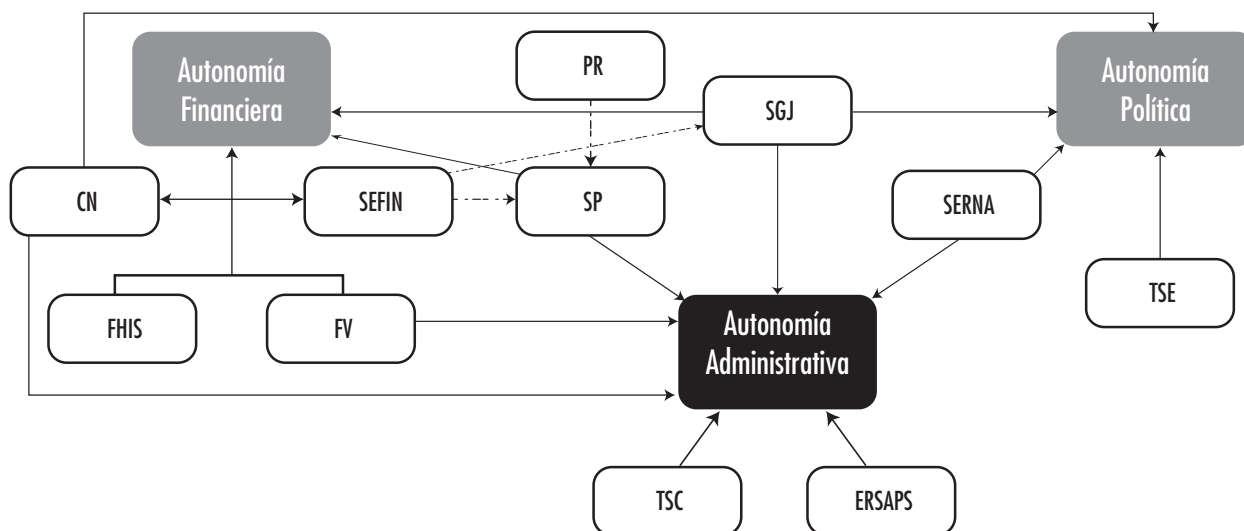 Autonomía
Financiera
PR
SGJ
Autonomía
Política
CN
SEFIN
SP
SERNA
FHIS
FV
Autonomía
Administrativa
TSE
TSC
ERSAPS